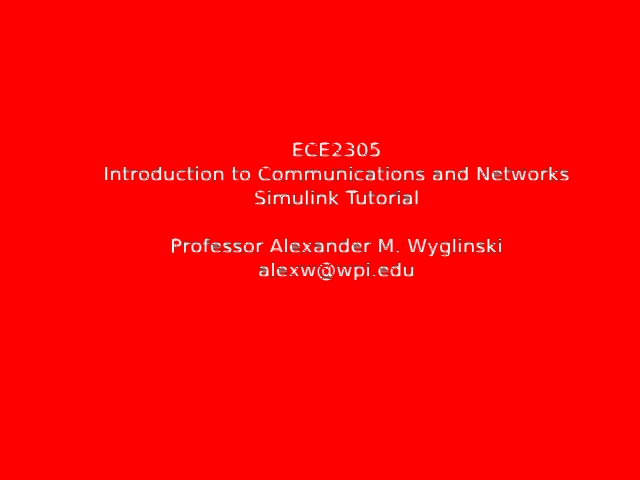 ECE2305
Introduction to Communications and Networks
Simulink Tutorial
Professor Alexander M. Wyglinski
alexw@wpi.edu